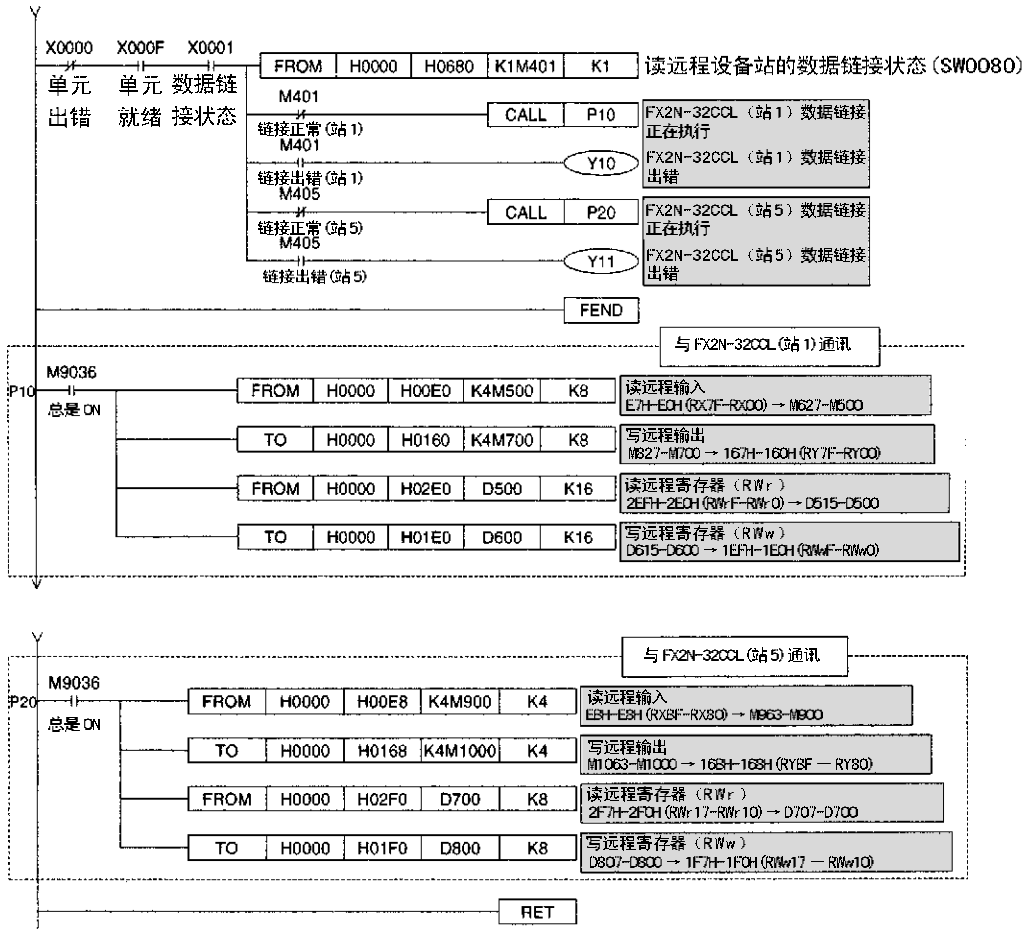 X0000 X000F X0001
FROM H0000 H0680 K1M401 K1 读远程设备站的数据链接状态(SW0080)
单元 单元 数据链
出错 就绪 接状态
M401
CALL P10 FX2N-32CCL (站1) 数据链接
正在执行
链接正常(站1)
M401
Y10 FX2N-32CCL (站1) 数据链接
出错
链接出错(站1)
M405
CALL P20 FX2N-32CCL (站5) 数据链接
正在执行
链接正常(站5)
M405
Y11 FX2N-32CCL (站5) 数据链接
出错
链接出错(站5)
FEND
与FX2N-32CCL(站1)通讯
M9036
P10 FROM H0000 H00E0 K4M500 K8 读远程输入
E7H-E0H(RX7F-RX00)→M627-M500
总是ON
TO H0000 H0160 K4M700 K8 写远程输出
M827-M700→167H-160H(RY7F-RY00)
FROM H0000 H02E0 D500 K16 读远程寄存器(RWr)
2EFH-2E0H(RWrF-RWr0)→D515-D500
TO H0000 H01E0 D600 K16 写远程寄存器(RWw)
D615-D600→1EFH-1E0H(RWwF-RWw0)
与FX2N-32CCL(站5)通讯
M9036
P20 FROM H0000 H00E8 K4M900 K4 读远程输入
EBH-E8H(RXBF-RX80)→M963-M900
总是ON
TO H0000 H0168 K4M1000 K4 写远程输出
M1063-M1000→16BH-168H(RYBF—RY80)
FROM H0000 H02F0 D700 K8 读远程寄存器(RWr)
2F7H-2F0H(RWr17-RWr10)→D707-D700
TO H0000 H01F0 D800 K8 写远程寄存器(RWw)
D807-D800→1F7H-1F0H(RWw17—RWw10)
RET